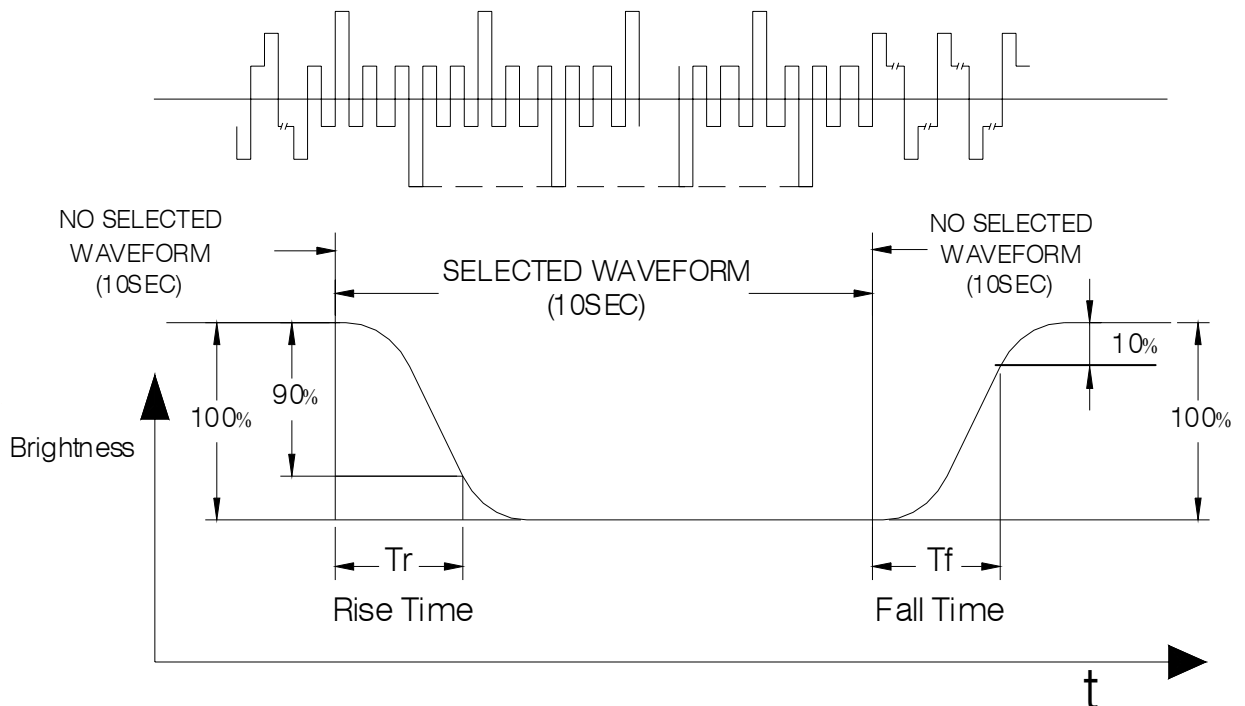 NO SELECTED
WAVEFORM
(10SEC)
SELECTED WAVEFORM
(10SEC)
NO SELECTED
WAVEFORM
(10SEC)
100%
90%
10%
100%
Brightness
Tr
Rise Time
Tf
Fall Time
t